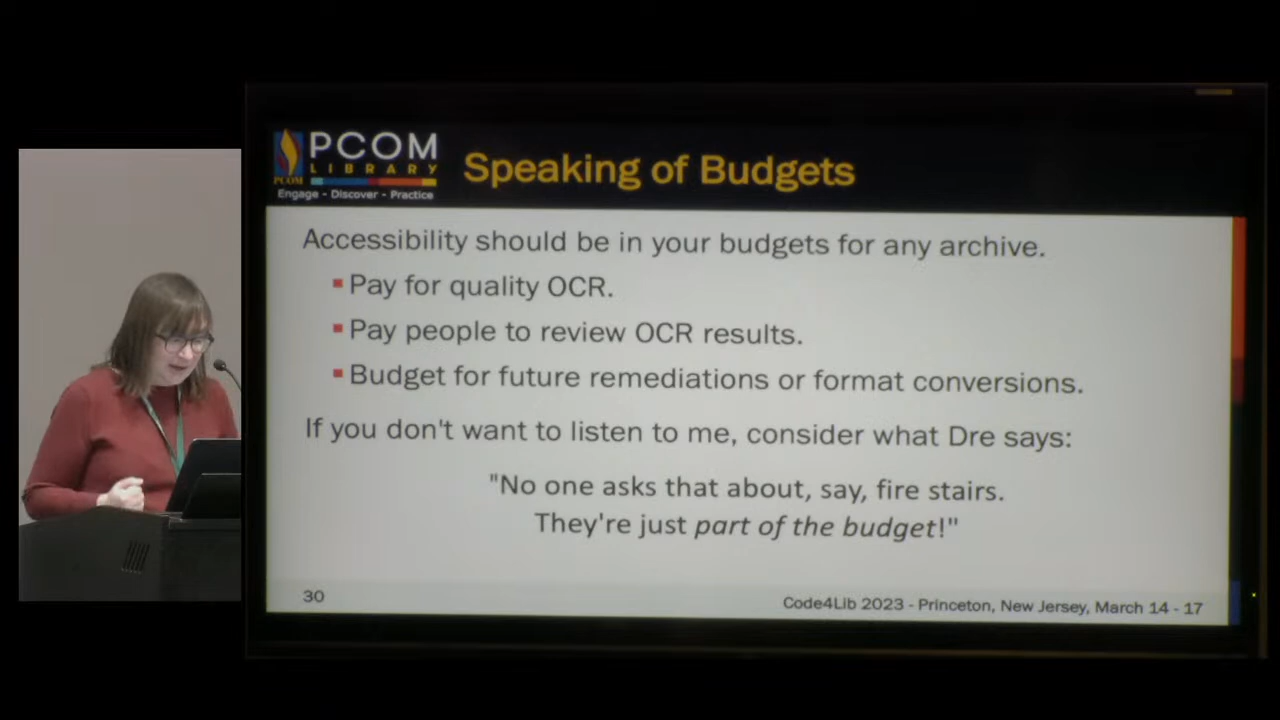 PCOM
LIBRARY
PCOM
Engage - Discover - Practice
Speaking of Budgets
Accessibility should be in your budgets for any archive.
Pay for quality OCR.
Pay people to review OCR results.
Budget for future remediations or format conversions.
If you don't want to listen to me, consider what Dre says:
"No one asks that about, say, fire stairs.
They're just part of the budget!"
30
Code4Lib 2023 - Princeton, New Jersey, March 14 - 17